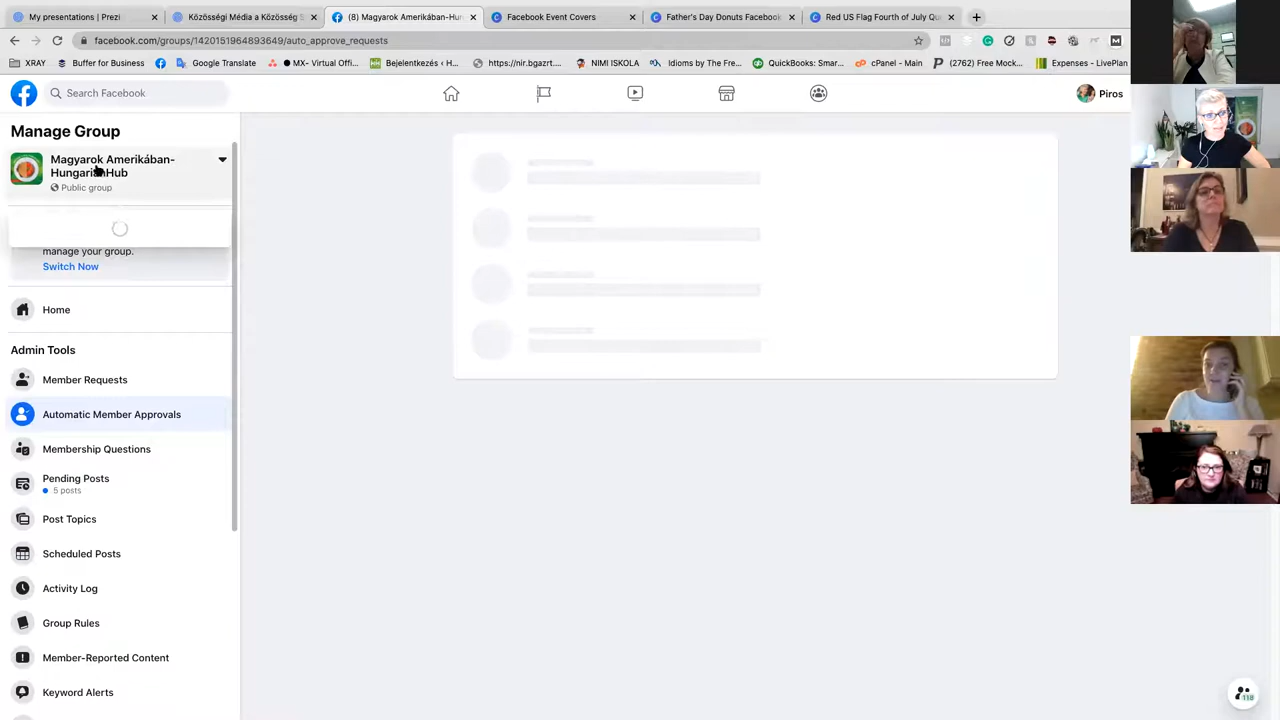 My presentations | Prezi
Közösségi Média a Közösség S
(8) Magyarok Amerikában-Hun
Facebook Event Covers
Father's Day Donuts Facebook
Red US Flag Fourth of July Qu
facebook.com/groups/1420151964893649/auto_approve_requests
XRAY
Buffer for Business
Google Translate
MX- Virtual Offi...
Bejelentkezés « H...
https://nir.bgazrt....
NIMI ISKOLA
Idioms by The Fre...
QuickBooks: Smar...
cPanel - Main
(2762) Free Mock...
Expenses - LivePlan
Search Facebook
Piros
Manage Group
Magyarok Amerikában-
Hungarian Hub
Public group
manage your group.
Switch Now
Home
Admin Tools
Member Requests
Automatic Member Approvals
Membership Questions
Pending Posts
5 posts
Post Topics
Scheduled Posts
Activity Log
Group Rules
Member-Reported Content
Keyword Alerts
118